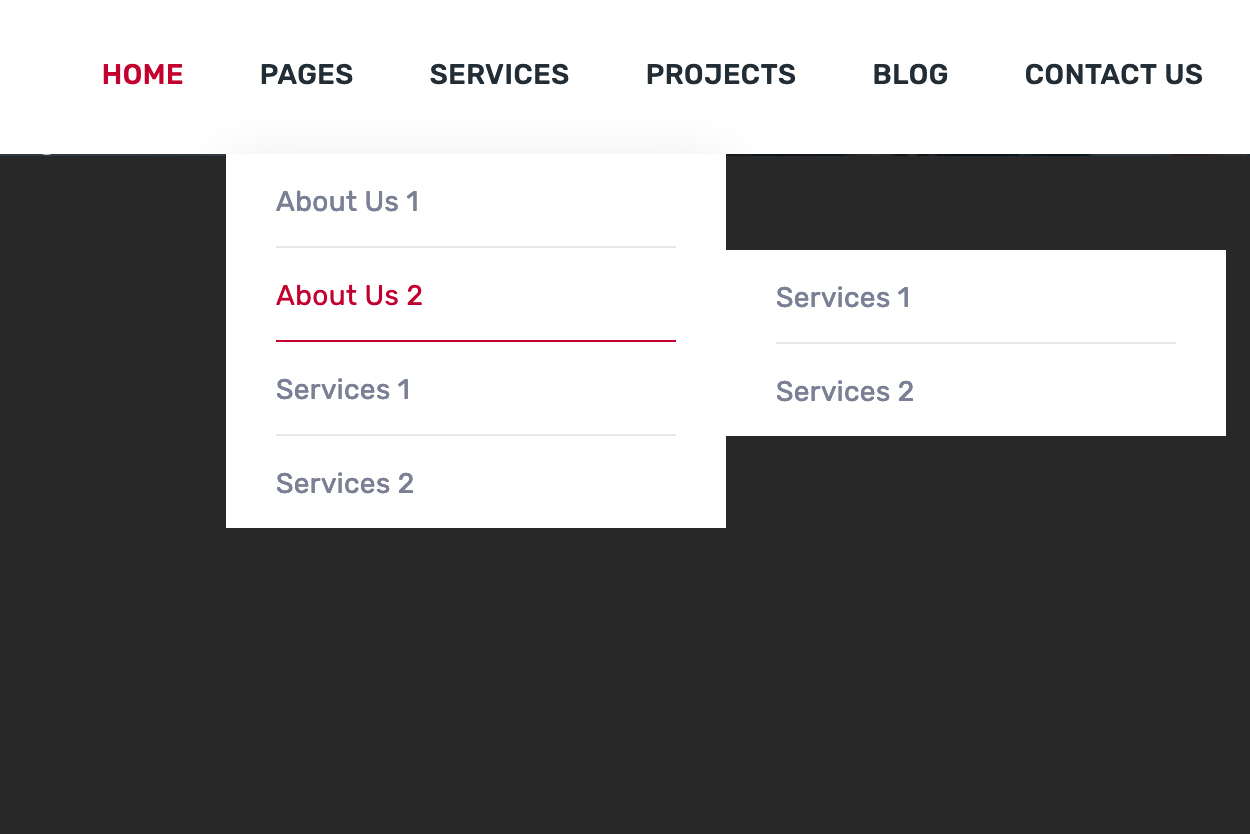 HOME PAGES SERVICES PROJECTS BLOG CONTACT US
About Us 1
About Us 2
Services 1
Services 2
Services 1
Services 2